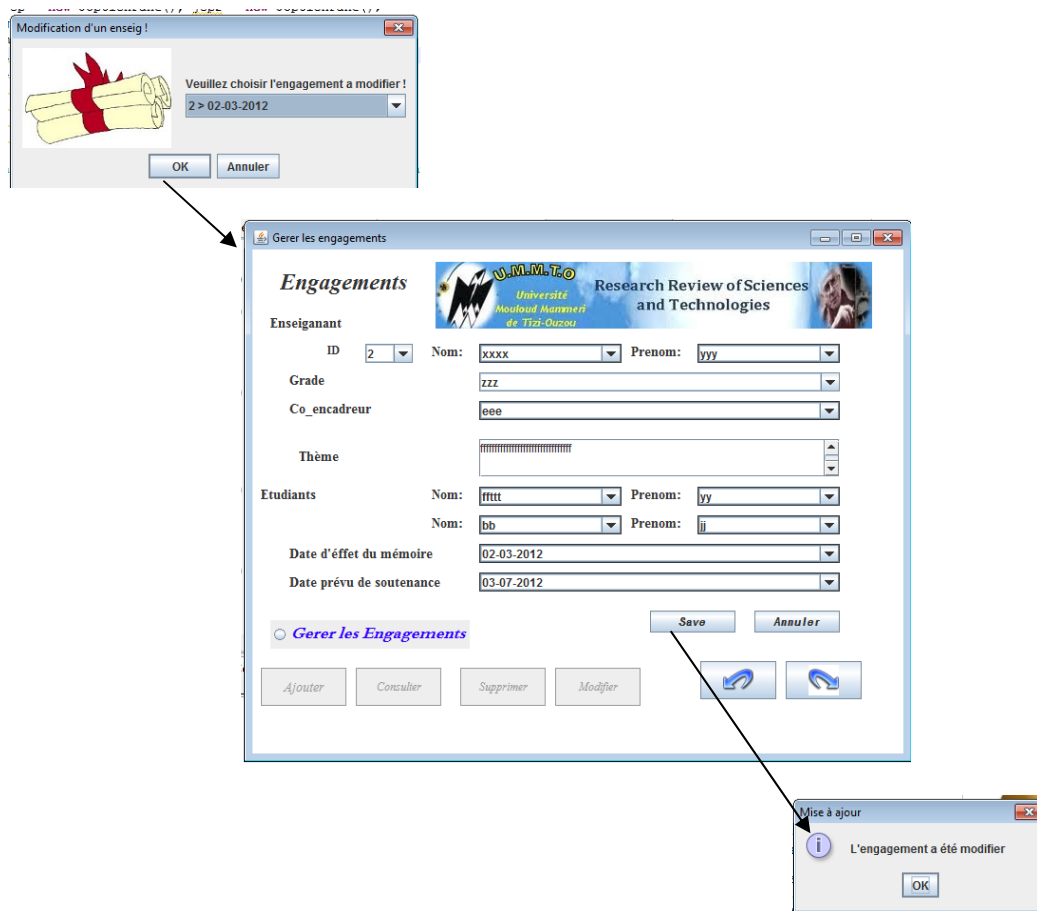 Modification d'un enseig !
Veuillez choisir l'engagement a modifier !
2 > 02-03-2012
OK Annuler
Gerer les engagements
Engagements
U.M.M.T.O
Université
Mouloud Mammeri
de Tizi-Ouzou
Research Review of Sciences
and Technologies
Enseiganant
ID 2 Nom: xxxx Prenom: yyy
Grade zzz
Co_encadreur eee
Thème
Etudiants Nom: ffttt Prenom: yy
Nom: bb Prenom: jj
Date d'éffet du mémoire 02-03-2012
Date prévu de soutenance 03-07-2012
Save Annuler
Gerer les Engagements
Ajouter Consulter Supprimer Modifier
Mise à ajour
L'engagement a été modifier
OK